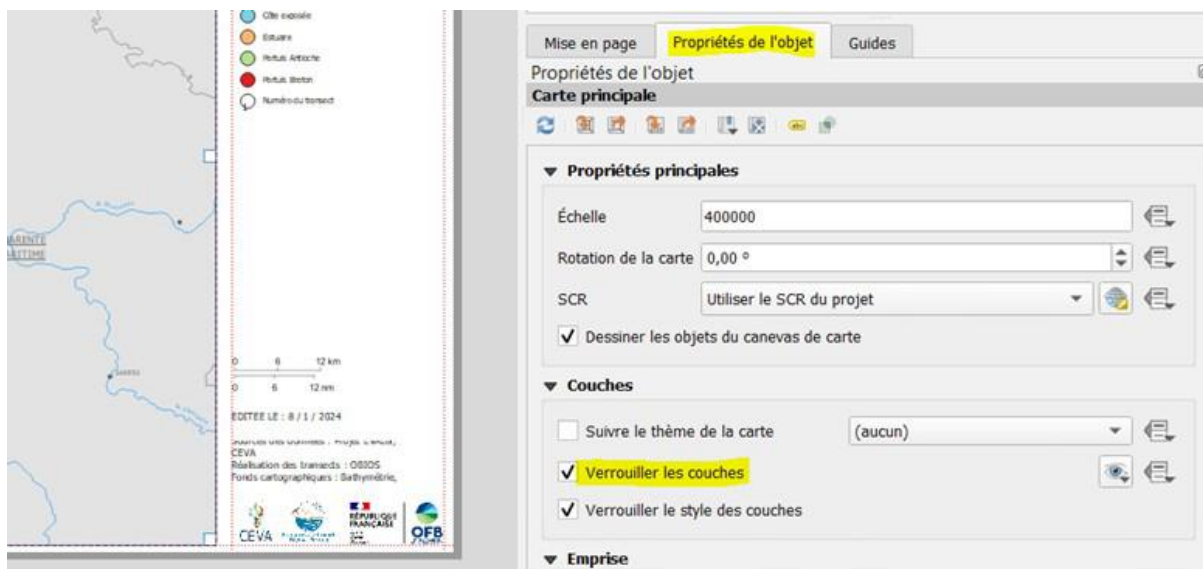 Côte exposée
Estuaire
Pertuis Antioche
Pertuis Breton
Numéro du transect
0 6 12 km
0 6 12 nm
EDITEE LE : 8 / 1 / 2024
CEVA
Réalisation des transects : OBIOS
Fonds cartographiques : Bathymétrie,
CEVA
RÉPUBLIQUE
FRANÇAISE
OFB
Mise en page
Propriétés de l'objet
Guides
Propriétés de l'objet
Carte principale
abc
Propriétés principales
Échelle
400000
Rotation de la carte
0,00 °
SCR
Utiliser le SCR du projet
Dessiner les objets du canevas de carte
Couches
Suivre le thème de la carte
(aucun)
Verrouiller les couches
Verrouiller le style des couches
Emprise